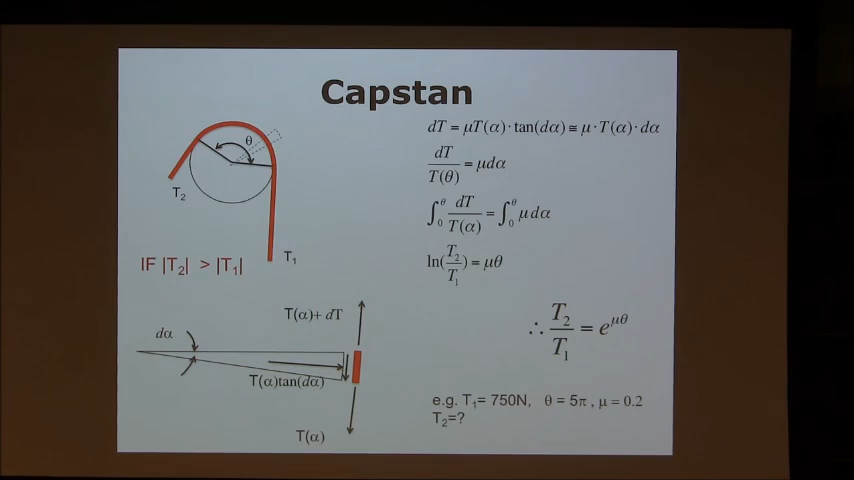 Capstan
θ
T₂
T₁
IF |T₂| > |T₁|
dT = μT(α)·tan(dα) ≅ μ·T(α)·dα
dT/T(θ) = μdα
∫₀^θ dT/T(α) = ∫₀^θ μdα
ln(T₂/T₁) = μθ
∴ T₂/T₁ = e^μθ
T(α)+ dT
dα
T(α)tan(dα)
T(α)
e.g. T₁= 750N, θ = 5π , μ = 0.2
T₂=?